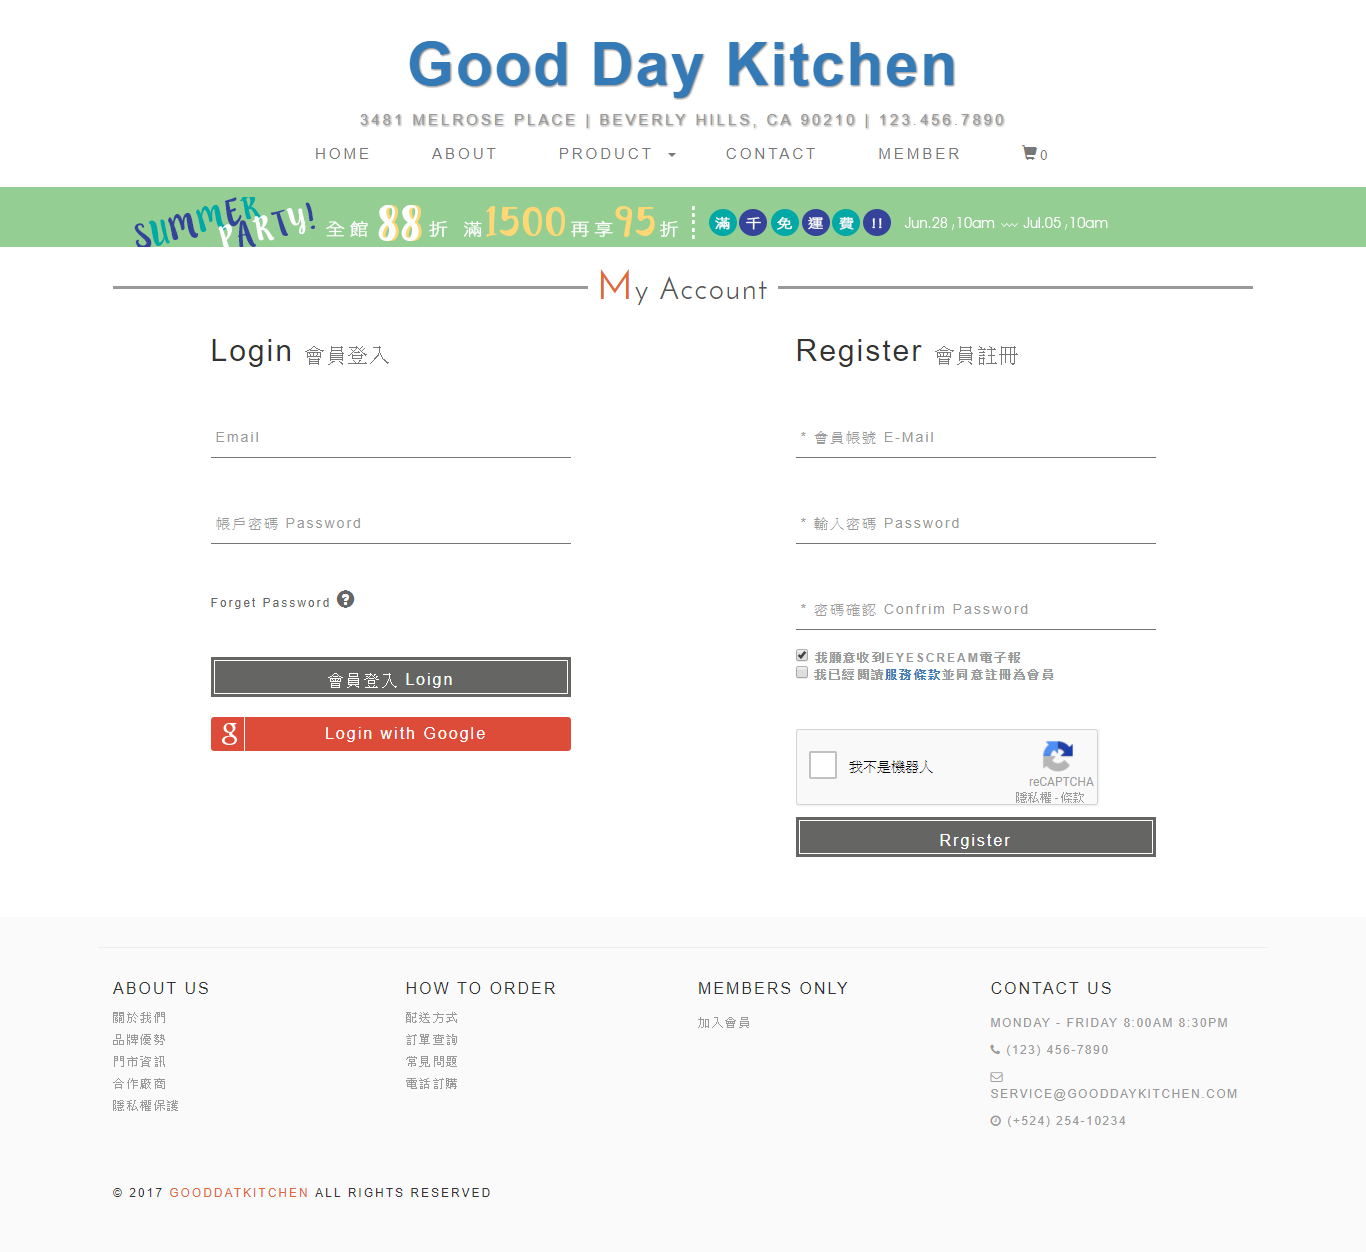 Good Day Kitchen
3481 MELROSE PLACE | BEVERLY HILLS, CA 90210 | 123.456.7890
HOME ABOUT PRODUCT CONTACT MEMBER 0
SUMMER PARTY! 全館 88 折 滿 1500 再享 95 折 滿千免運費!! Jun.28 ,10am ~ Jul.05 ,10am
My Account
Login 會員登入
Email
帳戶密碼 Password
Forget Password ?
會員登入 Loign
g Login with Google
Register 會員註冊
* 會員帳號 E-Mail
* 輸入密碼 Password
* 密碼確認 Confrim Password
我願意收到EYESCREAM電子報
我已經閱讀服務條款並同意註冊為會員
我不是機器人
reCAPTCHA
隱私權 - 條款
Rrgister
ABOUT US
關於我們
品牌優勢
門市資訊
合作廠商
隱私權保護
HOW TO ORDER
配送方式
訂單查詢
常見問題
電話訂購
MEMBERS ONLY
加入會員
CONTACT US
MONDAY - FRIDAY 8:00AM 8:30PM
(123) 456-7890
SERVICE@GOODDAYKITCHEN.COM
(+524) 254-10234
© 2017 GOODDATKITCHEN ALL RIGHTS RESERVED